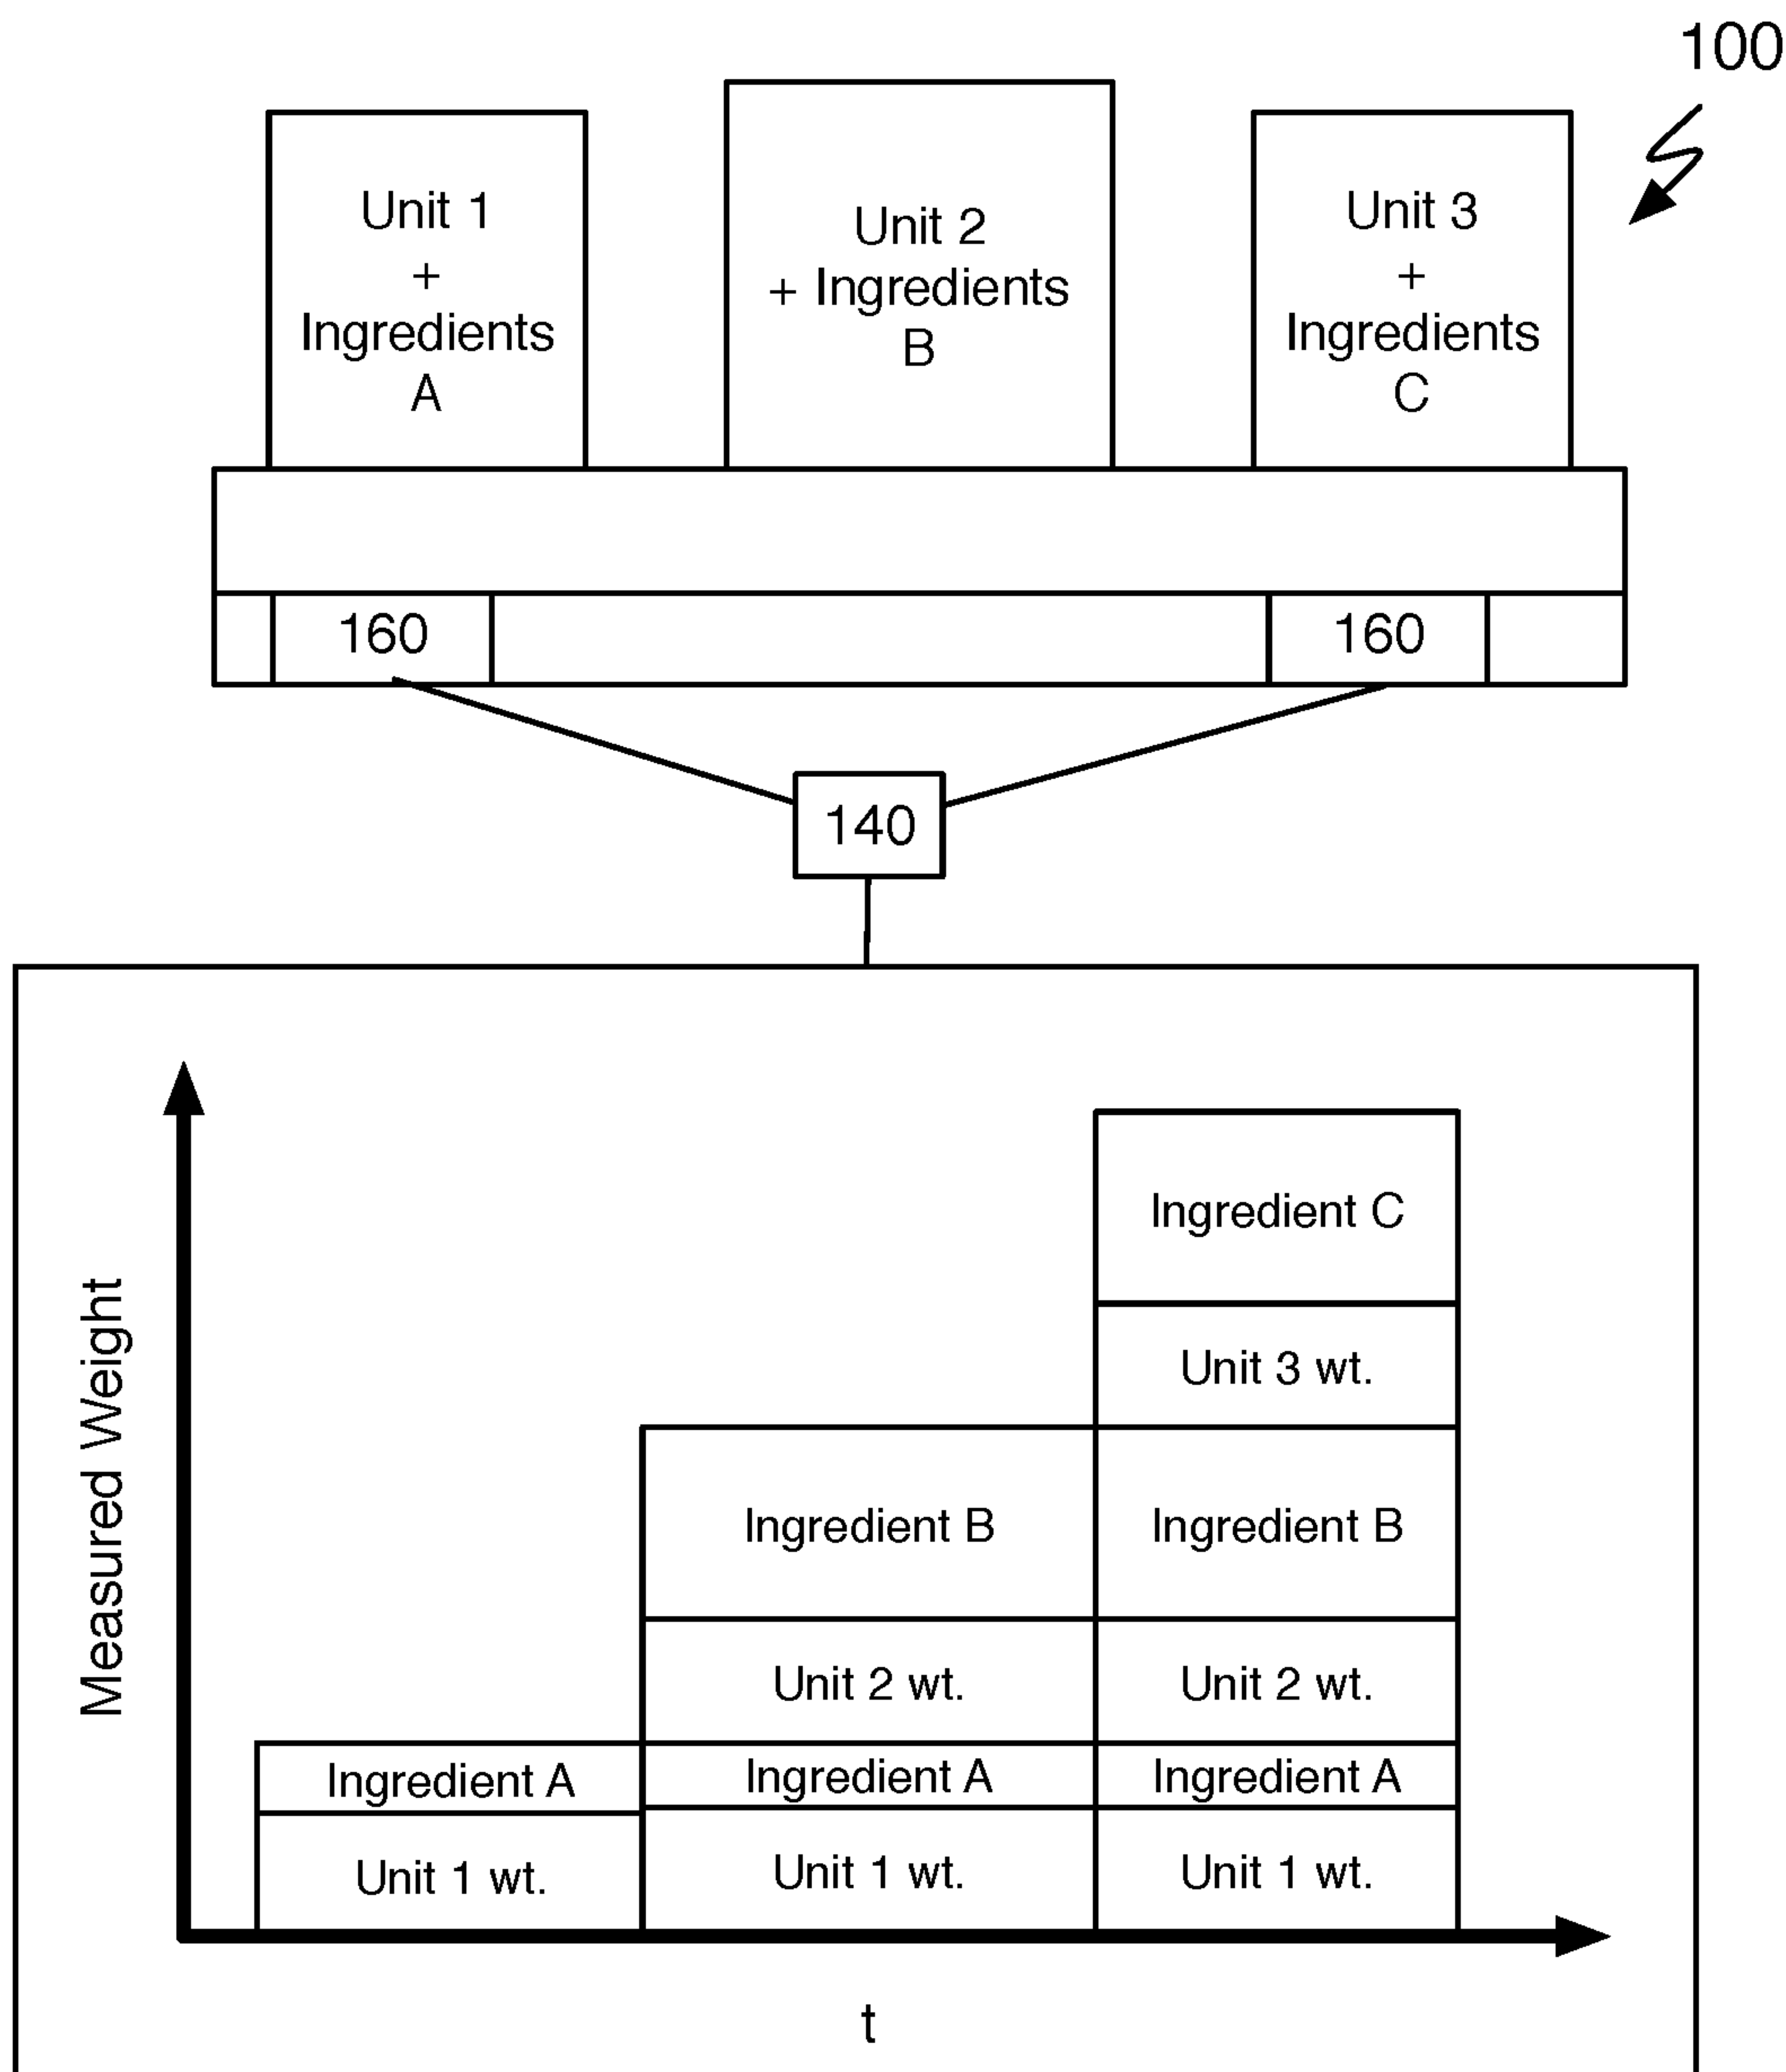 100
Unit 1
+
Ingredients
A
Unit 2
+ Ingredients
B
Unit 3
+
Ingredients
C
160
160
140
Measured Weight
Ingredient C
Unit 3 wt.
Ingredient B
Ingredient B
Unit 2 wt.
Unit 2 wt.
Ingredient A
Ingredient A
Ingredient A
Unit 1 wt.
Unit 1 wt.
Unit 1 wt.
t